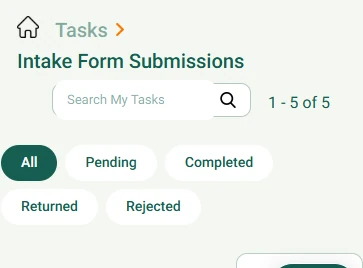 Tasks
Intake Form Submissions
Search My Tasks
1 - 5 of 5
All
Pending
Completed
Returned
Rejected